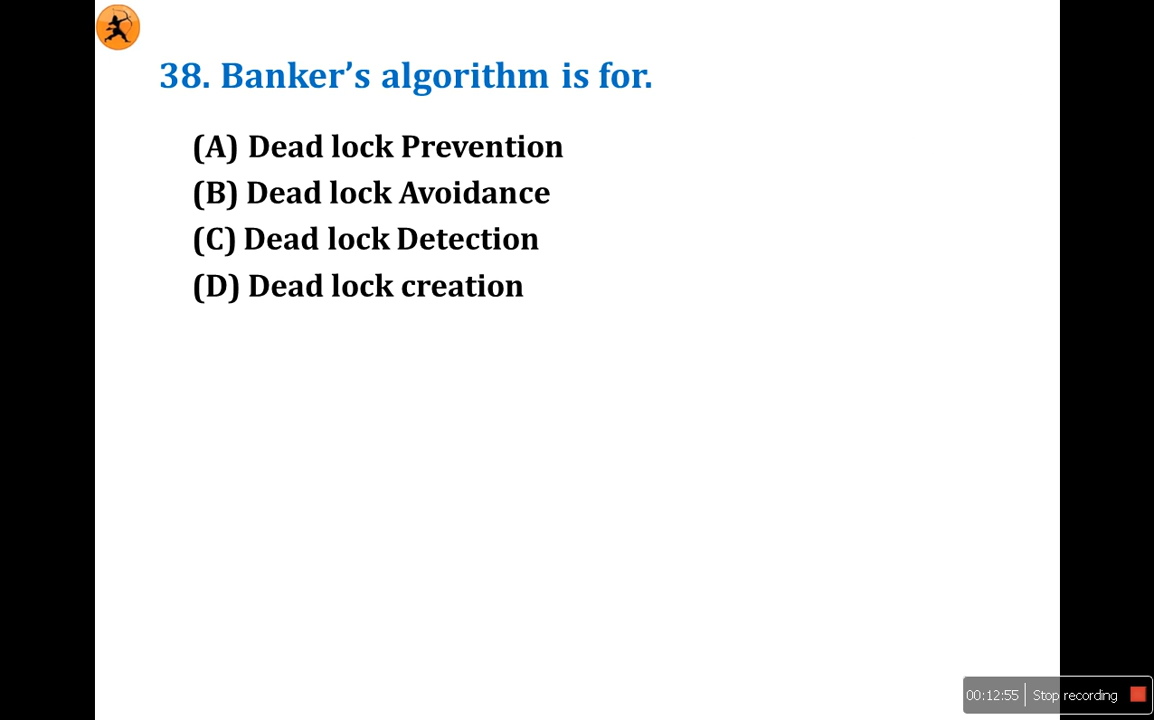 38. Banker’s algorithm is for.
(A) Dead lock Prevention
(B) Dead lock Avoidance
(C) Dead lock Detection
(D) Dead lock creation
00:12:55 Stop recording